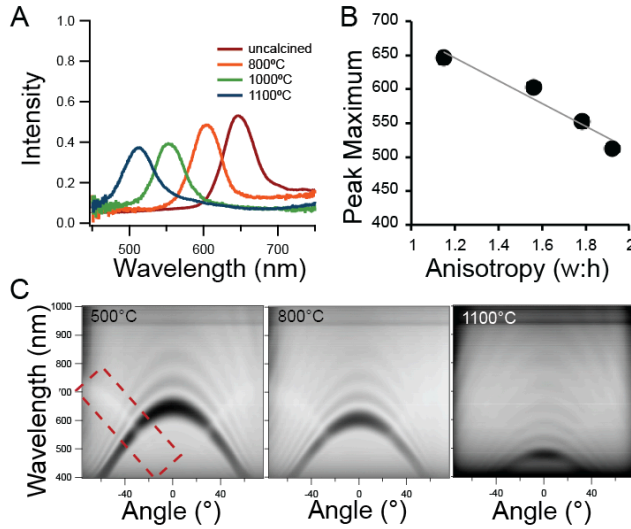 A
Intensity
1.0
0.8
0.6
0.4
0.2
0.0
uncalcined
800ºC
1000ºC
1100ºC
500
600
700
Wavelength (nm)
B
Peak Maximum
700
650
600
550
500
450
400
1
1.2
1.4
1.6
1.8
2
Anisotropy (w:h)
C
Wavelength (nm)
1000
900
800
'00
600
500
400
500°C
800°C
1100°C
-40
0
40
-40
0
40
-40
0
40
Angle (°)
Angle (°)
Angle (°)